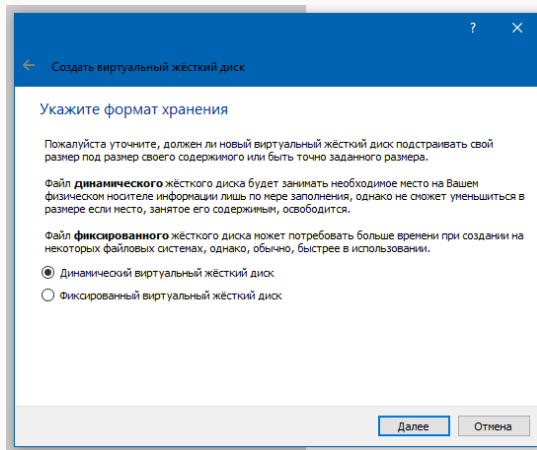 Создать виртуальный жёсткий диск
Укажите формат хранения
Пожалуйста уточните, должен ли новый виртуальный жёсткий диск подстраивать свой
размер под размер своего содержимого или быть точно заданного размера.
Файл динамического жёсткого диска будет занимать необходимое место на Вашем
физическом носителе информации лишь по мере заполнения, однако не сможет уменьшиться в
размере если место, занятое его содержимым, освободится.
Файл фиксированного жёсткого диска может потребовать больше времени при создании на
некоторых файловых системах, однако, обычно, быстрее в использовании.
Динамический виртуальный жёсткий диск
Фиксированный виртуальный жёсткий диск
Далее Отмена